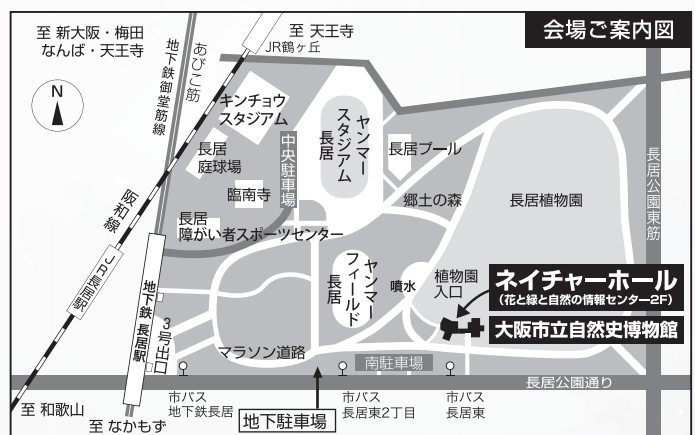 会場ご案内図
至 新大阪・梅田
なんば・天王寺
至 天王寺
JR鶴ヶ丘
あびこ筋
地下鉄御堂筋線
N
キンチョウ
スタジアム
ヤンマー
スタジアム
長居
中央駐車場
長居プール
長居
庭球場
臨南寺
郷土の森
長居植物園
長居公園東筋
長居
障がい者スポーツセンター
阪和線
JR長居駅
地下鉄 長居駅
3号出口
ヤンマー
フィールド
長居
噴水
植物園
入口
ネイチャーホール
(花と緑と自然の情報センター2F)
大阪市立自然史博物館
マラソン道路
南駐車場
長居公園通り
至 和歌山
至 なかもず
市バス
地下鉄長居
地下駐車場
市バス
長居東2丁目
市バス
長居東